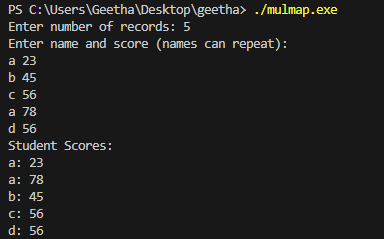 PS C:\Users\Geetha\Desktop\geetha> ./mulmap.exe
Enter number of records: 5
Enter name and score (names can repeat):
a 23
b 45
c 56
a 78
d 56
Student Scores:
a: 23
a: 78
b: 45
c: 56
d: 56